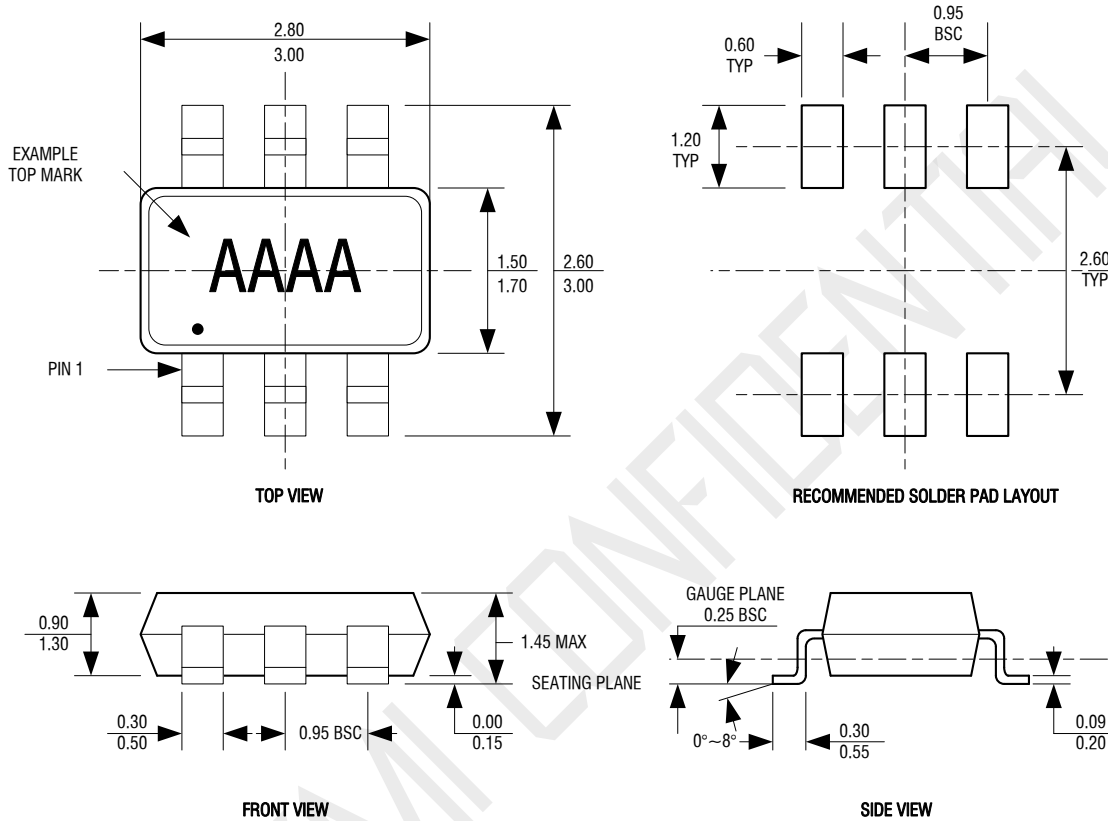 2.80
3.00
EXAMPLE
TOP MARK
AAAA
PIN 1
1.50
1.70
2.60
3.00
TOP VIEW
0.60
TYP
0.95
BSC
1.20
TYP
2.60
TYP
RECOMMENDED SOLDER PAD LAYOUT
0.90
1.30
1.45 MAX
SEATING PLANE
0.30
0.50
0.95 BSC
0.00
0.15
FRONT VIEW
GAUGE PLANE
0.25 BSC
0°~8°
0.30
0.55
0.09
0.20
SIDE VIEW
MI CONFIDENTIAL